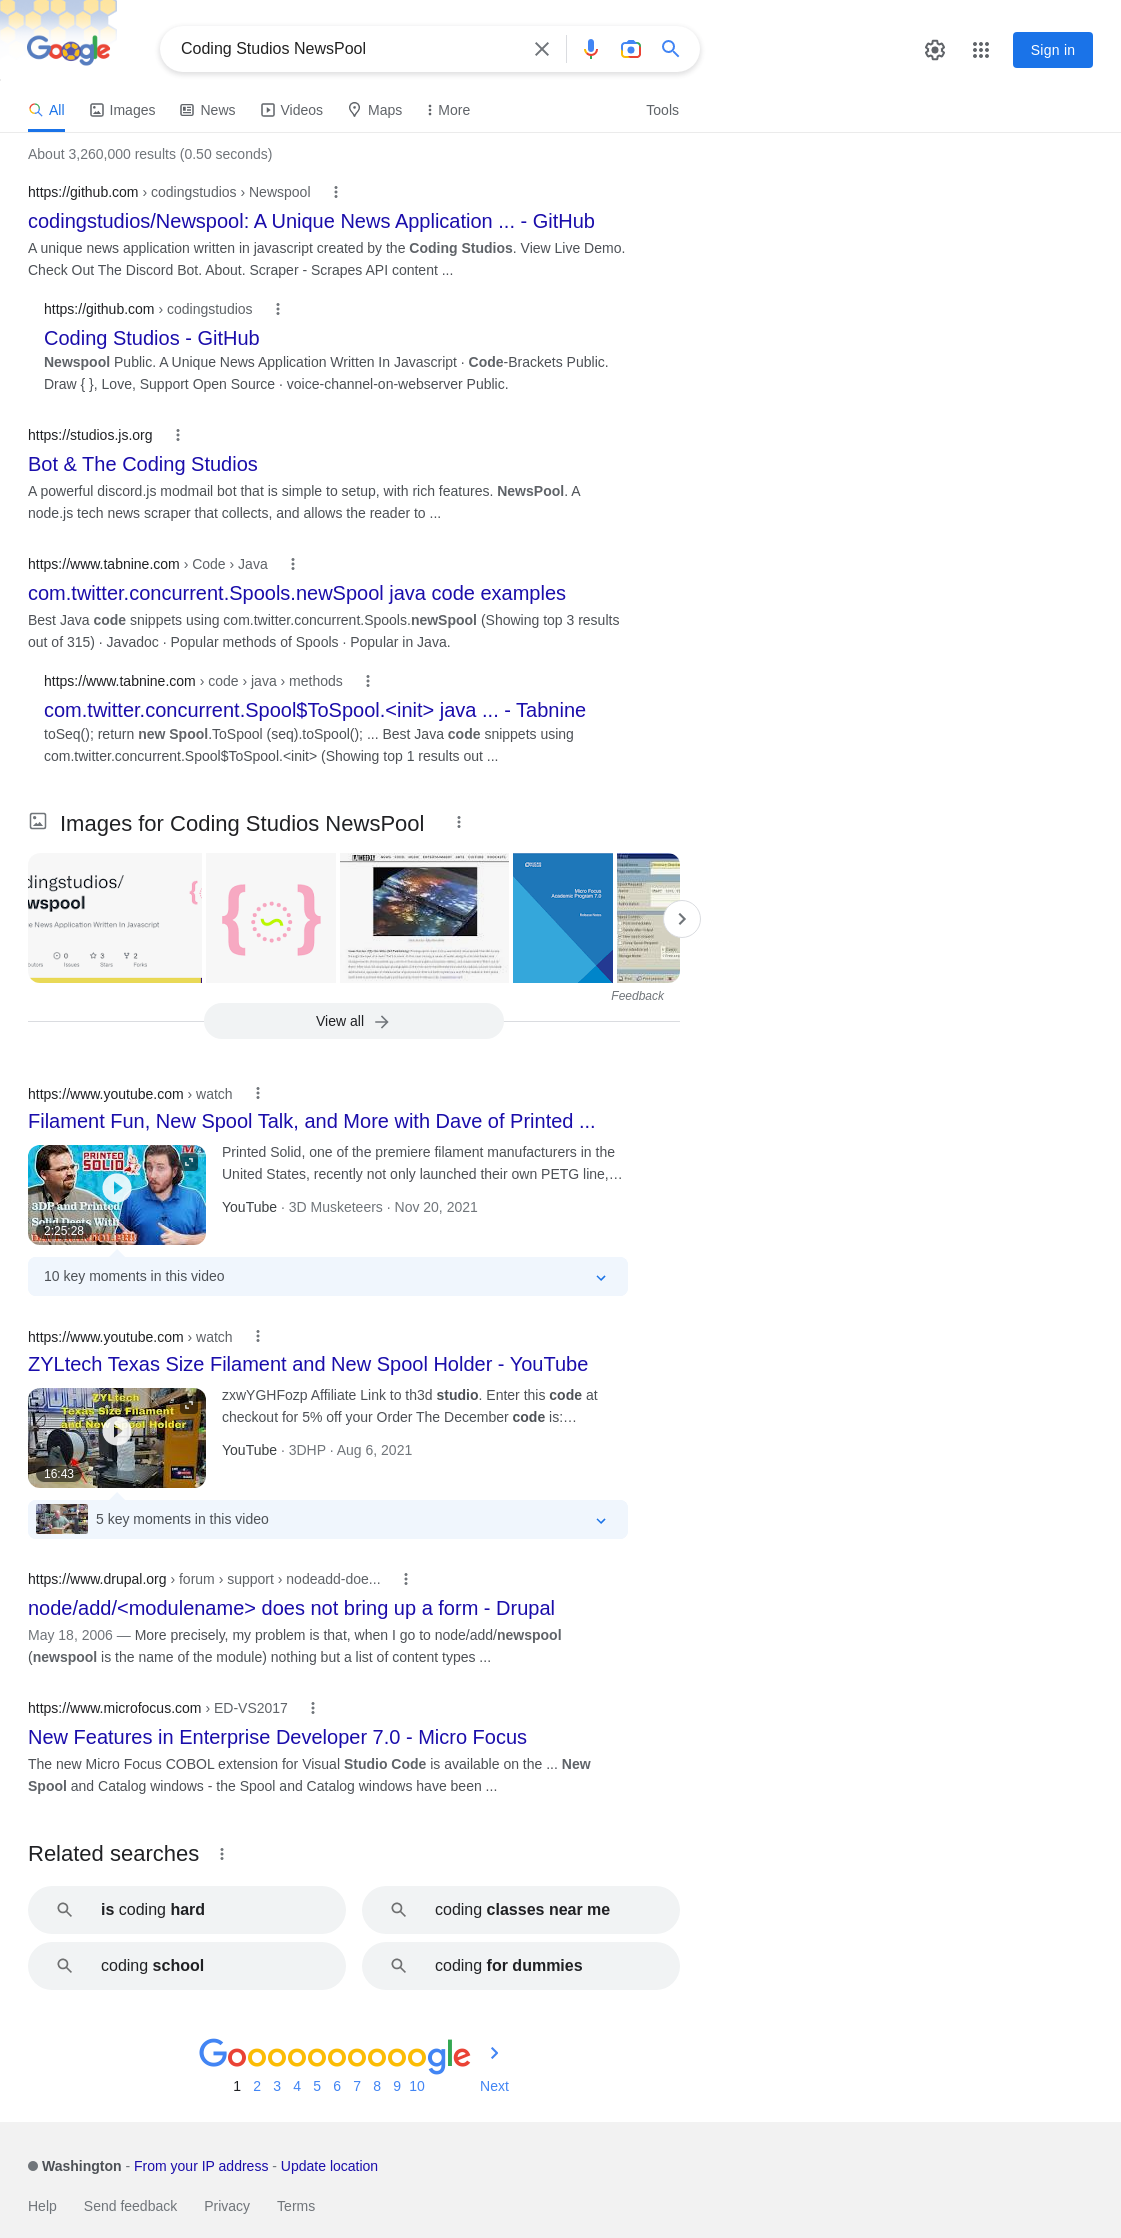 Google
Coding Studios NewsPool
Sign in
All
Images
News
Videos
Maps
More
Tools
About 3,260,000 results (0.50 seconds)
https://github.com › codingstudios › Newspool
codingstudios/Newspool: A Unique News Application ... - GitHub
A unique news application written in javascript created by the Coding Studios. View Live Demo.
Check Out The Discord Bot. About. Scraper - Scrapes API content ...
https://github.com › codingstudios
Coding Studios - GitHub
Newspool Public. A Unique News Application Written In Javascript · Code-Brackets Public.
Draw { }, Love, Support Open Source · voice-channel-on-webserver Public.
https://studios.js.org
Bot & The Coding Studios
A powerful discord.js modmail bot that is simple to setup, with rich features. NewsPool. A
node.js tech news scraper that collects, and allows the reader to ...
https://www.tabnine.com › Code › Java
com.twitter.concurrent.Spools.newSpool java code examples
Best Java code snippets using com.twitter.concurrent.Spools.newSpool (Showing top 3 results
out of 315) · Javadoc · Popular methods of Spools · Popular in Java.
https://www.tabnine.com › code › java › methods
com.twitter.concurrent.Spool$ToSpool.<init> java ... - Tabnine
toSeq(); return new Spool.ToSpool (seq).toSpool(); ... Best Java code snippets using
com.twitter.concurrent.Spool$ToSpool.<init> (Showing top 1 results out ...
Images for Coding Studios NewsPool
dingstudios/
wspool
e News Application Written In Javascript
0
3
2
Issues
Stars
Forks
Micro Focus
Academic Program 7.0
Feedback
View all
https://www.youtube.com › watch
Filament Fun, New Spool Talk, and More with Dave of Printed ...
PRINTED
SOLID
3DP and Printed
Solid Deets With
2:25:28
Printed Solid, one of the premiere filament manufacturers in the
United States, recently not only launched their own PETG line,...
YouTube · 3D Musketeers · Nov 20, 2021
10 key moments in this video
https://www.youtube.com › watch
ZYLtech Texas Size Filament and New Spool Holder - YouTube
ZYLtech
Texas Size Filament
and New Spool Holder
16:43
zxwYGHFozp Affiliate Link to th3d studio. Enter this code at
checkout for 5% off your Order The December code is:...
YouTube · 3DHP · Aug 6, 2021
5 key moments in this video
https://www.drupal.org › forum › support › nodeadd-doe...
node/add/<modulename> does not bring up a form - Drupal
May 18, 2006 — More precisely, my problem is that, when I go to node/add/newspool
(newspool is the name of the module) nothing but a list of content types ...
https://www.microfocus.com › ED-VS2017
New Features in Enterprise Developer 7.0 - Micro Focus
The new Micro Focus COBOL extension for Visual Studio Code is available on the ... New
Spool and Catalog windows - the Spool and Catalog windows have been ...
Related searches
is coding hard
coding classes near me
coding school
coding for dummies
Goooooooooogle
1 2 3 4 5 6 7 8 9 10 Next
Washington - From your IP address - Update location
Help Send feedback Privacy Terms